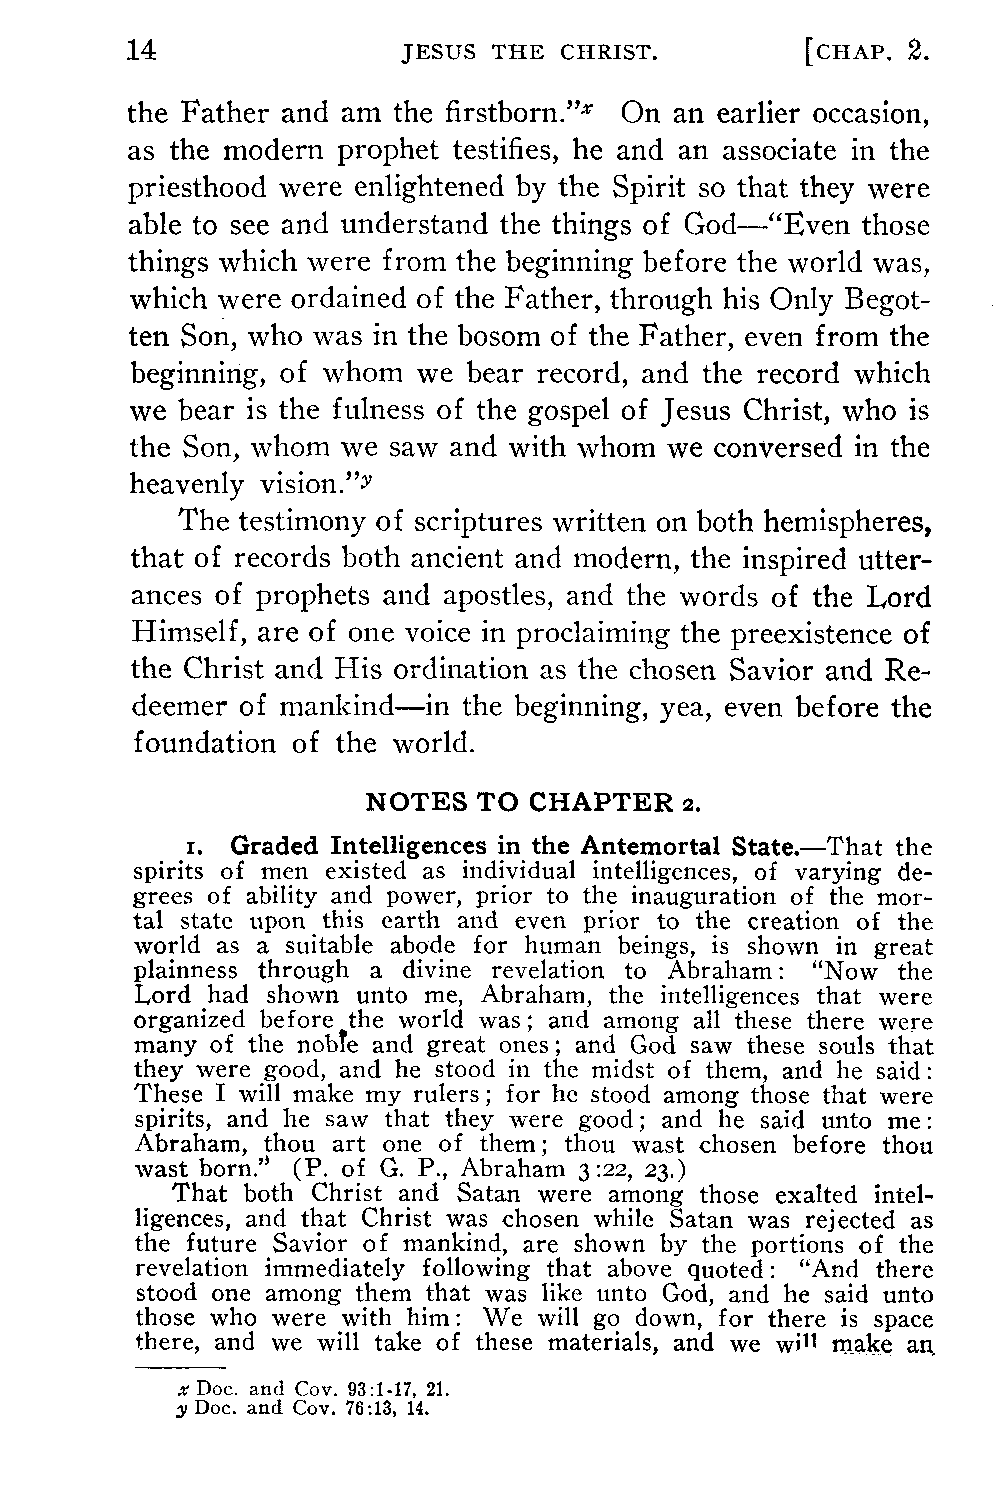 14 JESUS THE CHRIST. [CHAP. 2.
the Father and am the firstborn."x On an earlier occasion,
as the modern prophet testifies, he and an associate in the
priesthood were enlightened by the Spirit so that they were
able to see and understand the things of God—"Even those
things which were from the beginning before the world was,
which were ordained of the Father, through his Only Begot-
ten Son, who was in the bosom of the Father, even from the
beginning, of whom we bear record, and the record which
we bear is the fulness of the gospel of Jesus Christ, who is
the Son, whom we saw and with whom we conversed in the
heavenly vision."y
The testimony of scriptures written on both hemispheres,
that of records both ancient and modern, the inspired utter-
ances of prophets and apostles, and the words of the Lord
Himself, are of one voice in proclaiming the preexistence of
the Christ and His ordination as the chosen Savior and Re-
deemer of mankind—in the beginning, yea, even before the
foundation of the world.
NOTES TO CHAPTER 2.
1. Graded Intelligences in the Antemortal State.—That the
spirits of men existed as individual intelligences, of varying de-
grees of ability and power, prior to the inauguration of the mor-
tal state upon this earth and even prior to the creation of the
world as a suitable abode for human beings, is shown in great
plainness through a divine revelation to Abraham: "Now the
Lord had shown unto me, Abraham, the intelligences that were
organized before the world was; and among all these there were
many of the noble and great ones; and God saw these souls that
they were good, and he stood in the midst of them, and he said:
These I will make my rulers; for he stood among those that were
spirits, and he saw that they were good; and he said unto me:
Abraham, thou art one of them; thou wast chosen before thou
wast born." (P. of G. P., Abraham 3:22, 23.)
That both Christ and Satan were among those exalted intel-
ligences, and that Christ was chosen while Satan was rejected as
the future Savior of mankind, are shown by the portions of the
revelation immediately following that above quoted: "And there
stood one among them that was like unto God, and he said unto
those who were with him: We will go down, for there is space
there, and we will take of these materials, and we will make an
x Doc. and Cov. 93:1-17, 21.
y Doc. and Cov. 76:13, 14.